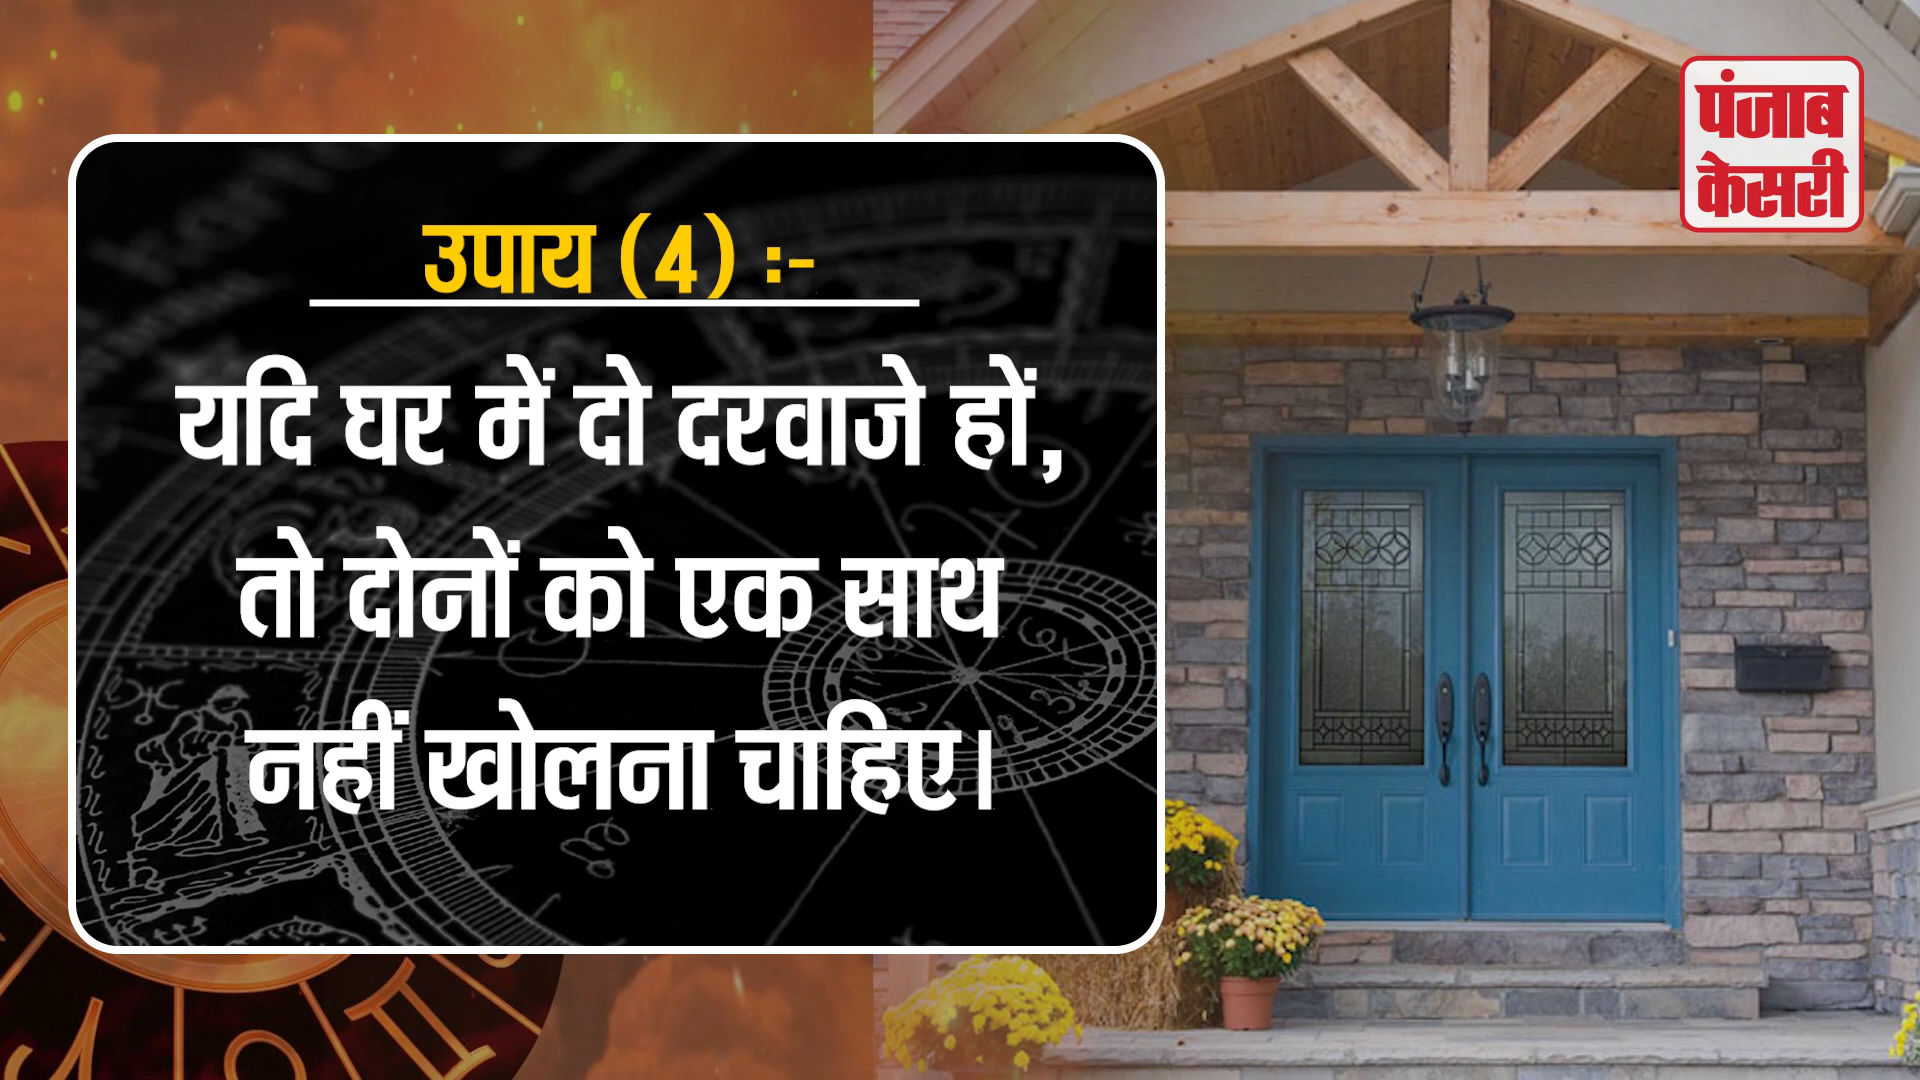 पंजाब
केसरी
उपाय (4) :-
यदि घर में दो दरवाजे हों,
तो दोनों को एक साथ
नहीं खोलना चाहिए।